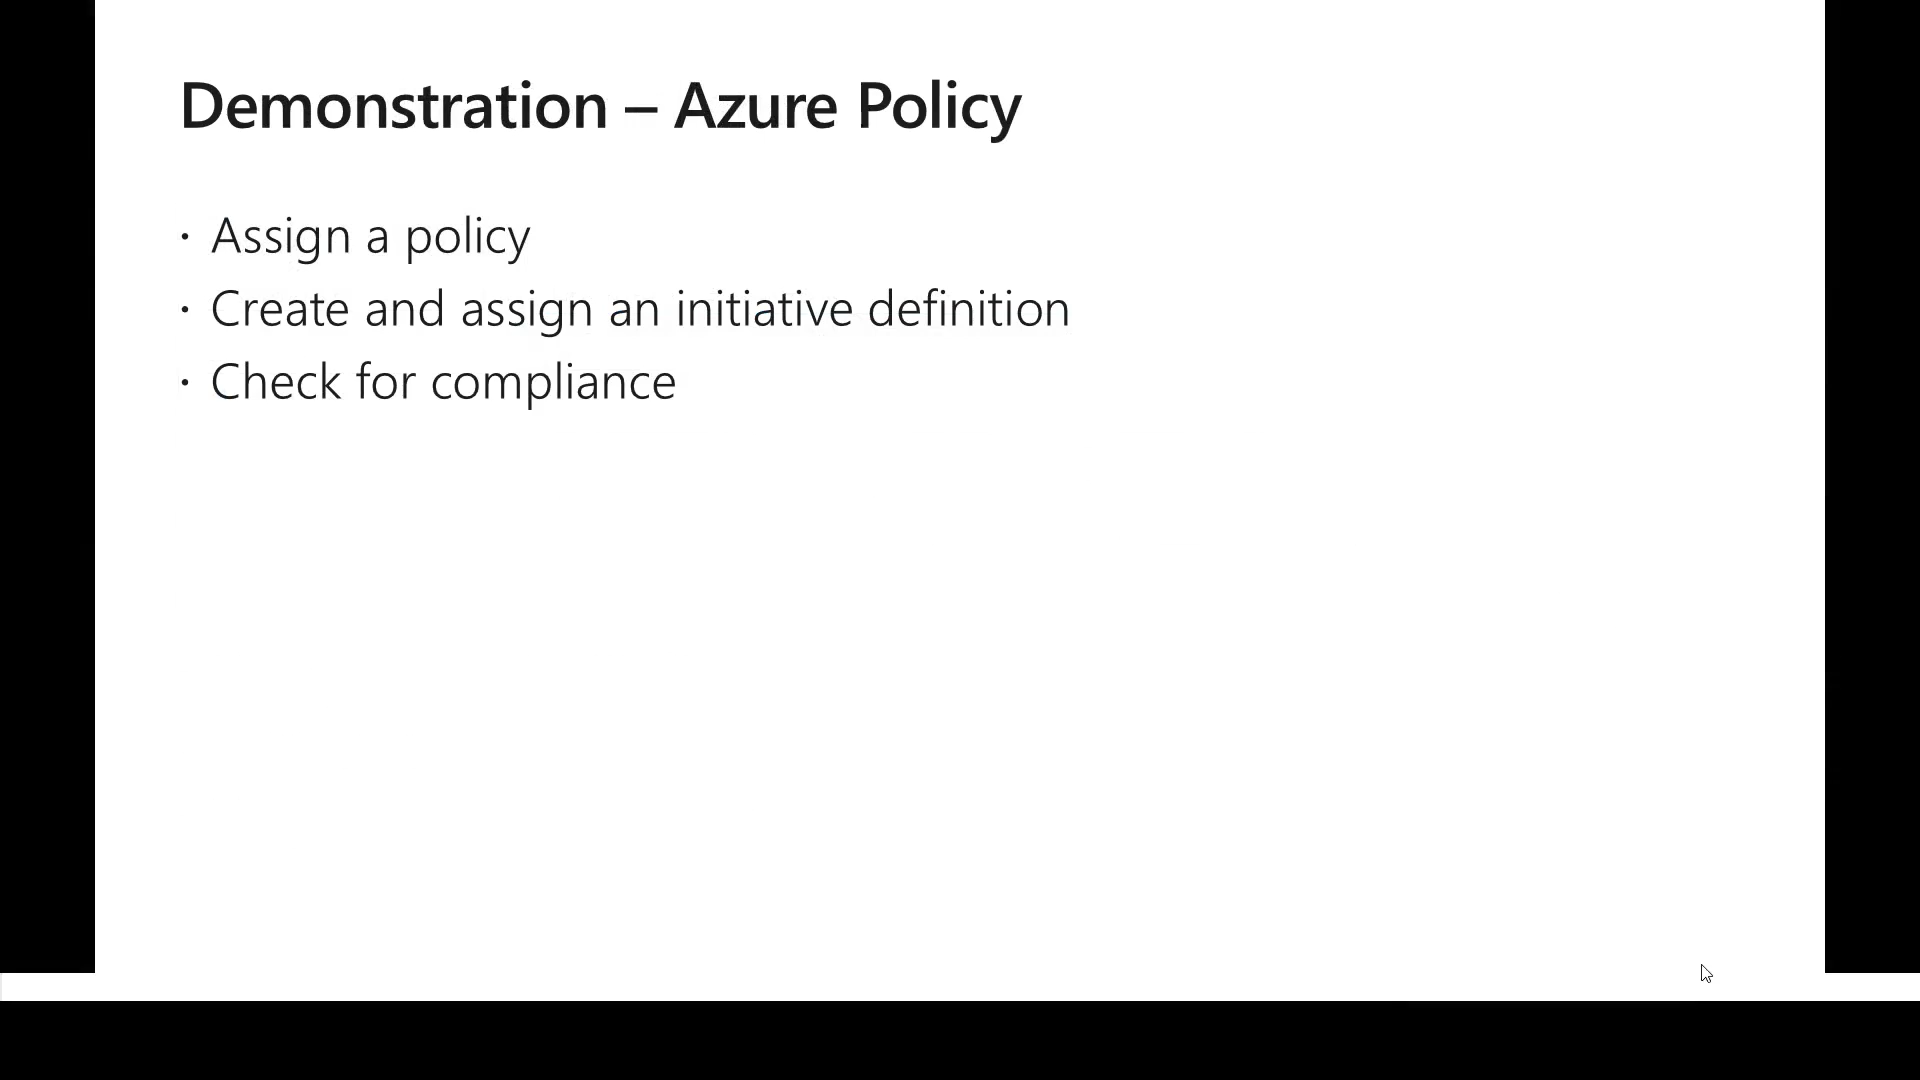 Demonstration – Azure Policy
· Assign a policy
· Create and assign an initiative definition
· Check for compliance